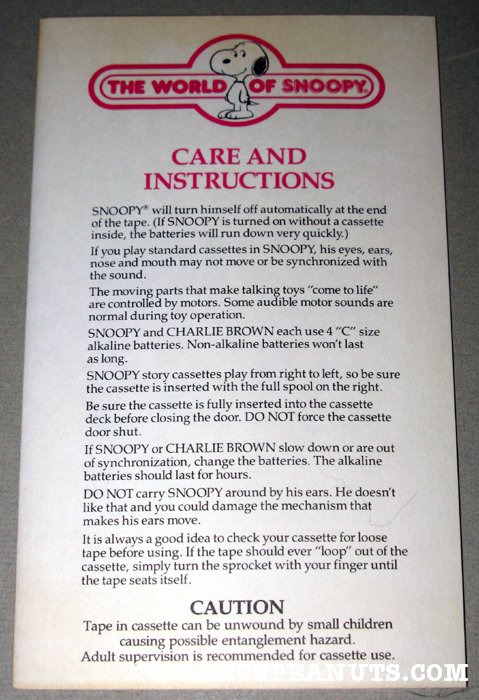 THE WORLD OF SNOOPY®
CARE AND
INSTRUCTIONS
SNOOPY® will turn himself off automatically at the end
of the tape. (If SNOOPY is turned on without a cassette
inside, the batteries will run down very quickly.)
If you play standard cassettes in SNOOPY, his eyes, ears,
nose and mouth may not move or be synchronized with
the sound.
The moving parts that make talking toys "come to life"
are controlled by motors. Some audible motor sounds are
normal during toy operation.
SNOOPY and CHARLIE BROWN each use 4 "C" size
alkaline batteries. Non-alkaline batteries won't last
as long.
SNOOPY story cassettes play from right to left, so be sure
the cassette is inserted with the full spool on the right.
Be sure the cassette is fully inserted into the cassette
deck before closing the door. DO NOT force the cassette
door shut.
If SNOOPY or CHARLIE BROWN slow down or are out
of synchronization, change the batteries. The alkaline
batteries should last for hours.
DO NOT carry SNOOPY around by his ears. He doesn't
like that and you could damage the mechanism that
makes his ears move.
It is always a good idea to check your cassette for loose
tape before using. If the tape should ever "loop" out of the
cassette, simply turn the sprocket with your finger until
the tape seats itself.
CAUTION
Tape in cassette can be unwound by small children
causing possible entanglement hazard.
Adult supervision is recommended for cassette use.